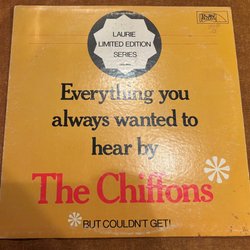 LAURIE
LIMITED EDITION
SERIES
Everything you
always wanted to
hear by
The Chiffons*
*BUT COULDN'T GET!